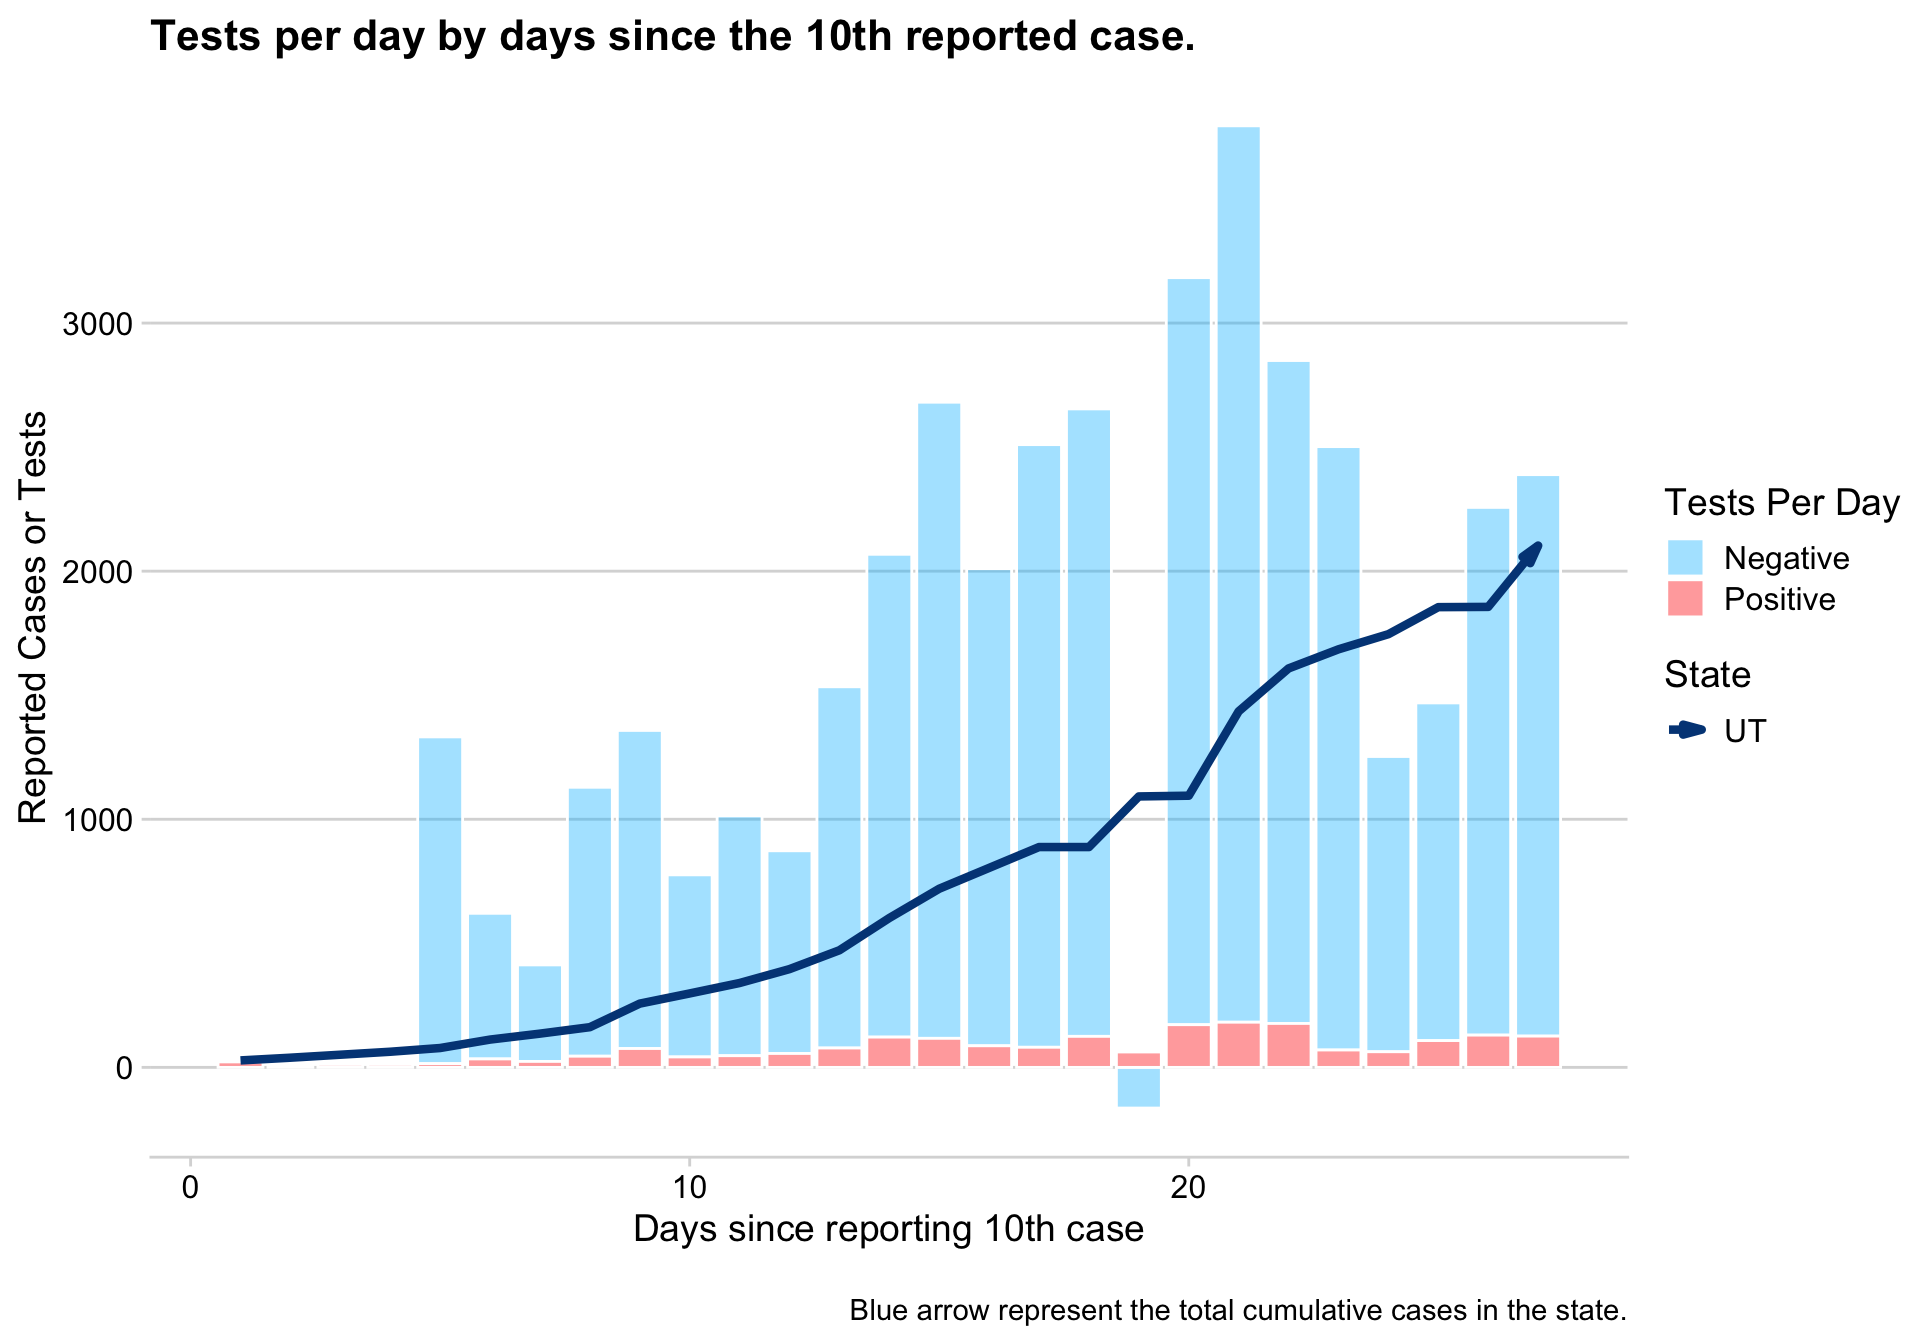 Tests per day by days since the 10th reported case.
Reported Cases or Tests
3000
2000
1000
0
0
10
20
Days since reporting 10th case
Tests Per Day
Negative
Positive
State
UT
Blue arrow represent the total cumulative cases in the state.